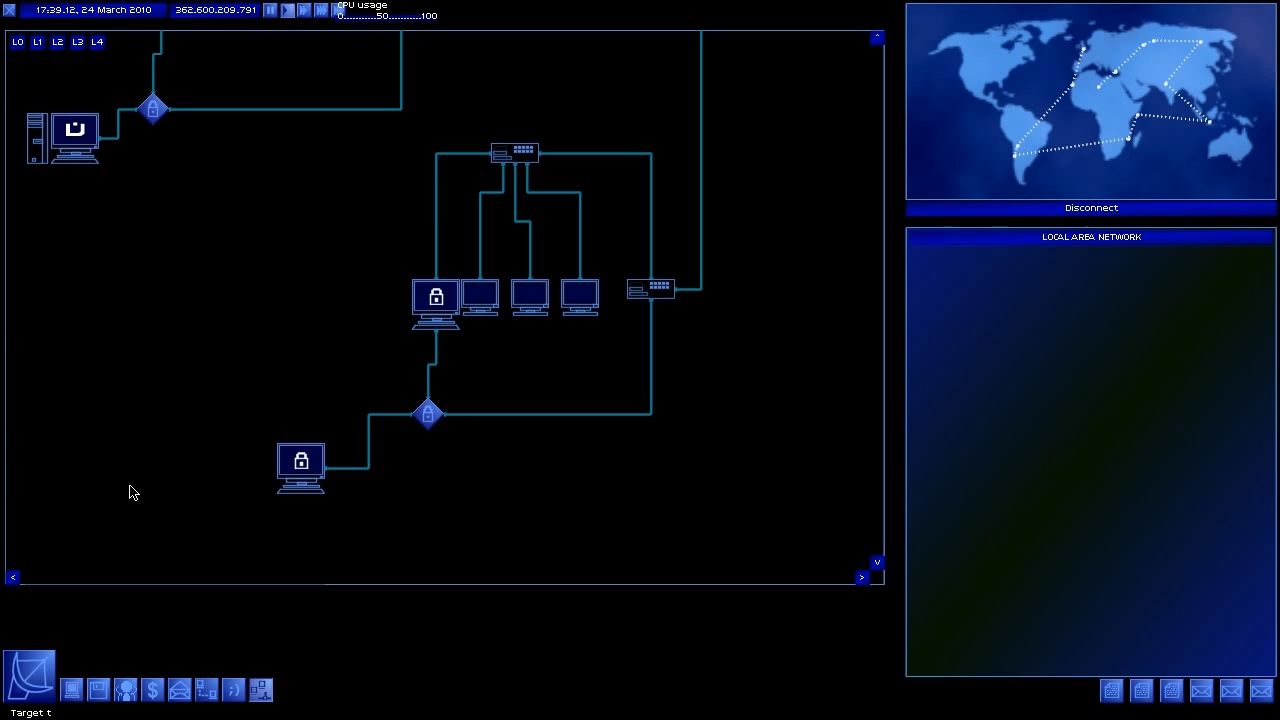 17:39.12, 24 March 2010
362.600.209.791
CPU usage
0...........50...........100
L0 L1 L2 L3 L4
^
Disconnect
LOCAL AREA NETWORK
v
< >
$
;)
Target t